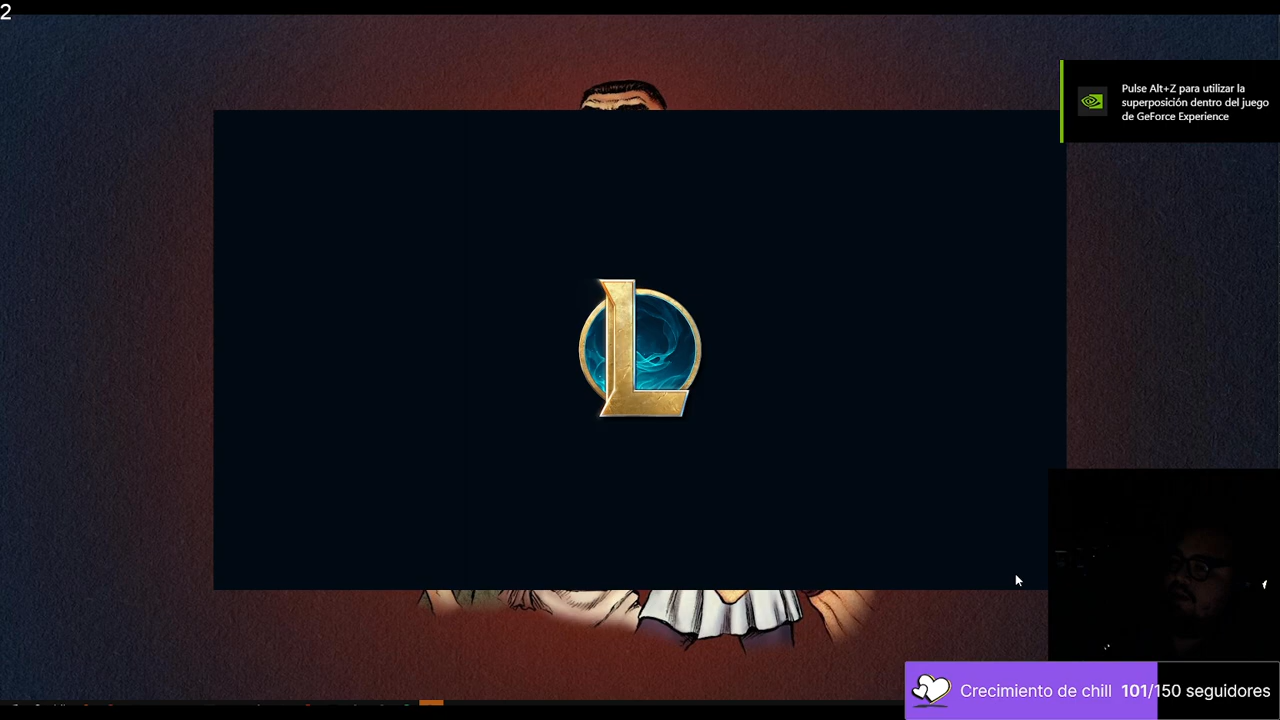 2
Pulse Alt+Z para utilizar la
superposición dentro del juego
de GeForce Experience
L
Crecimiento de chill 101/150 seguidores